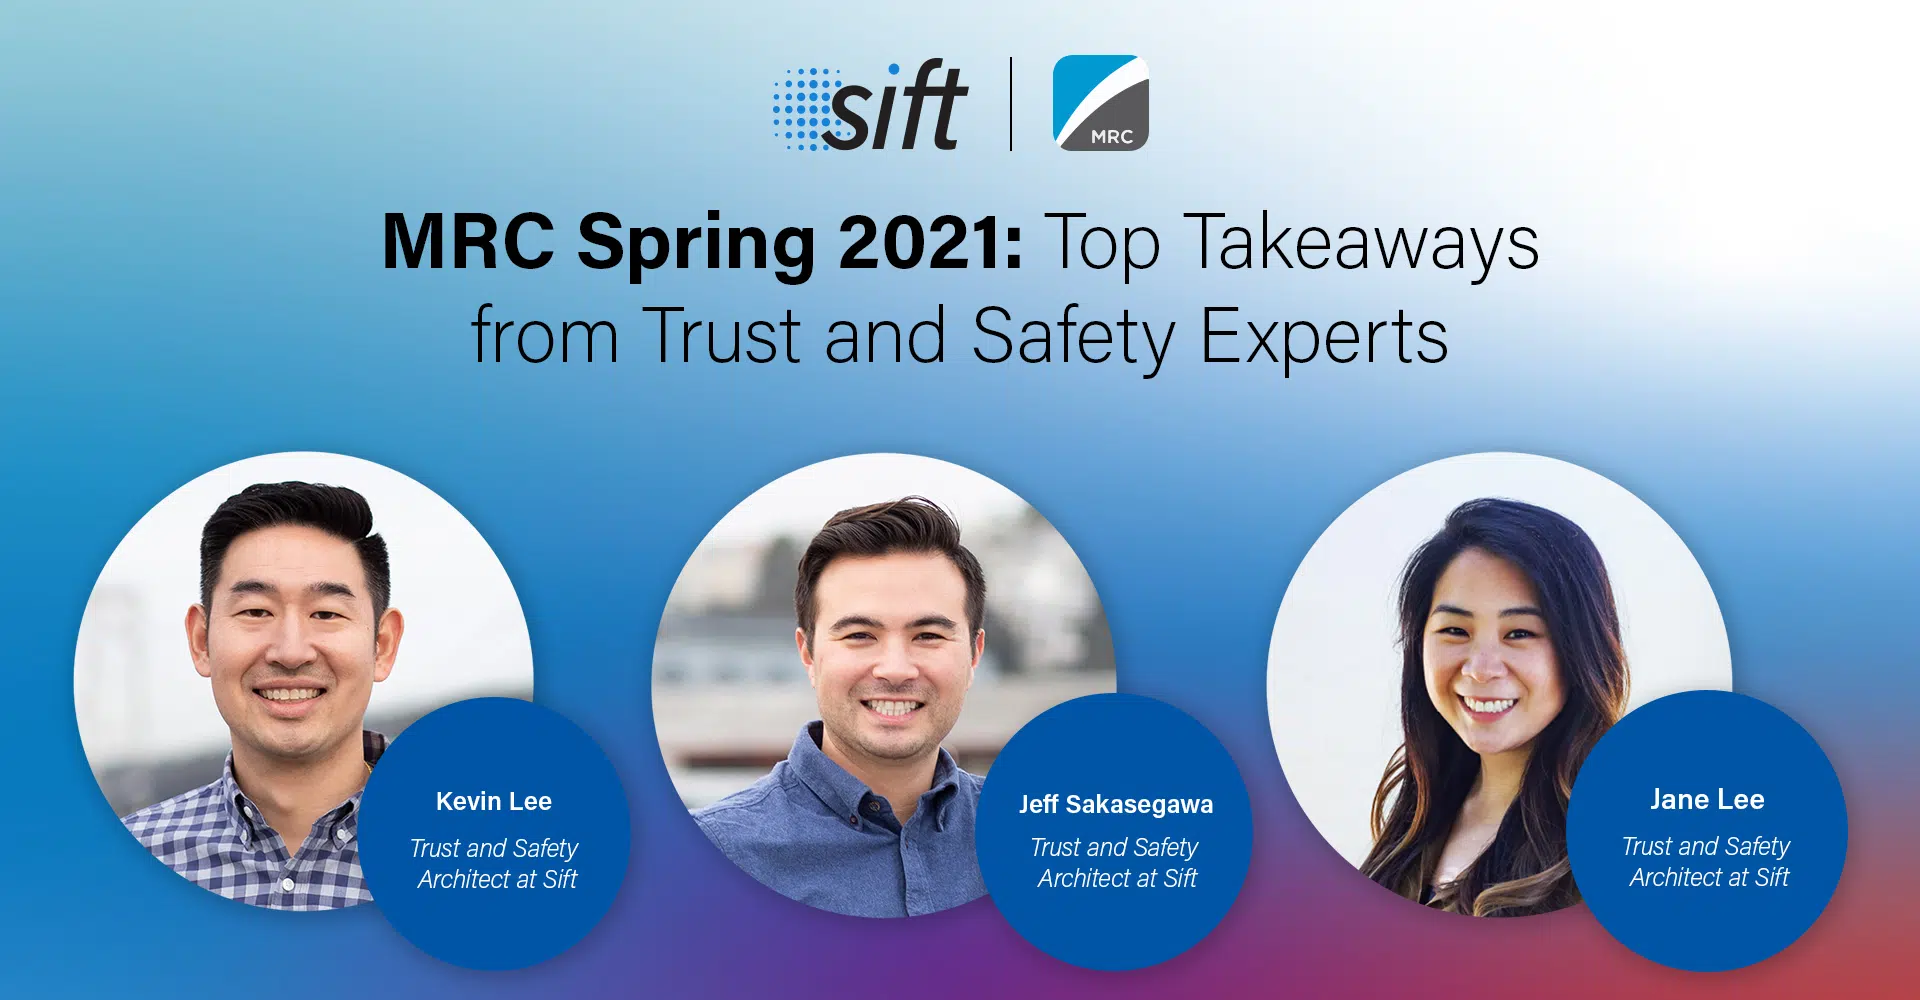 sift
MRC
MRC Spring 2021: Top Takeaways
from Trust and Safety Experts
Kevin Lee
Trust and Safety
Architect at Sift
Jeff Sakasegawa
Trust and Safety
Architect at Sift
Jane Lee
Trust and Safety
Architect at Sift